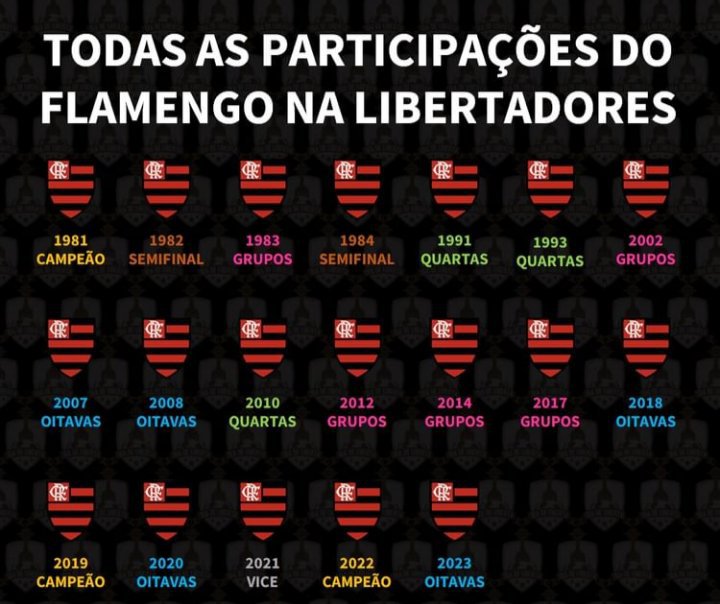 TODAS AS PARTICIPAÇÕES DO
FLAMENGO NA LIBERTADORES
1981 1982 1983 1984 1991 1993 2002
CAMPEÃO SEMIFINAL GRUPOS SEMIFINAL QUARTAS QUARTAS GRUPOS
2007 2008 2010 2012 2014 2017 2018
OITAVAS OITAVAS QUARTAS GRUPOS GRUPOS GRUPOS OITAVAS
2019 2020 2021 2022 2023
CAMPEÃO OITAVAS VICE CAMPEÃO OITAVAS